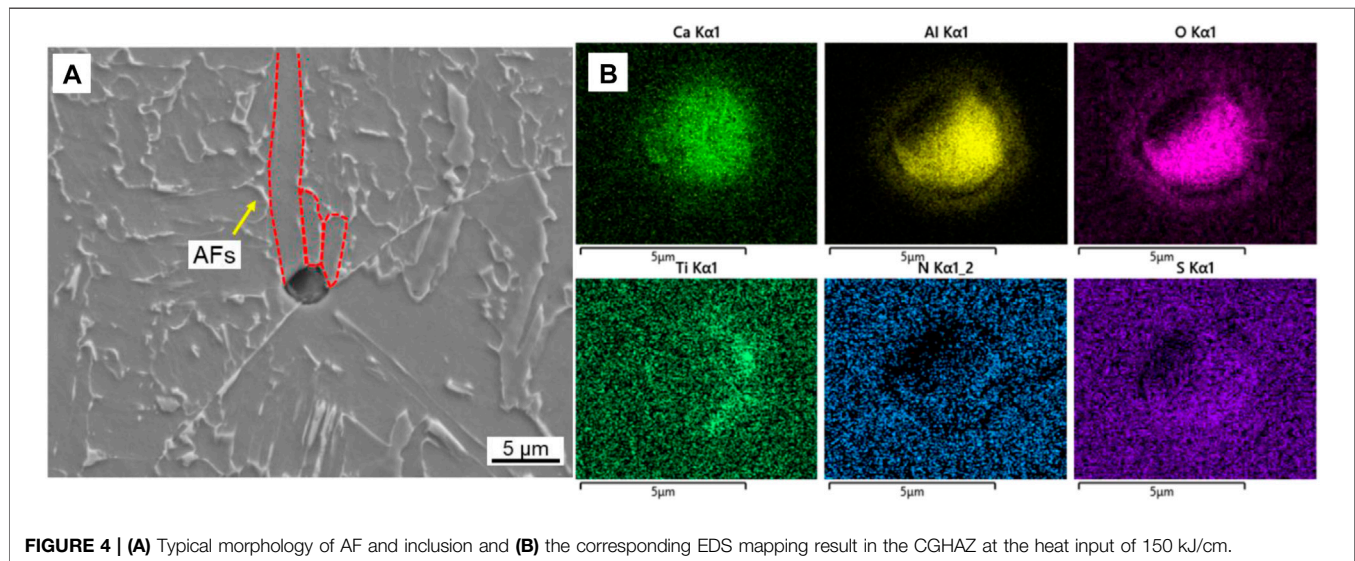 A
AFs
5 µm
B
Ca Kα1
Al Kα1
O Kα1
5µm
5µm
5µm
Ti Kα1
N Kα1_2
S Kα1
5µm
5µm
5µm
FIGURE 4 | (A) Typical morphology of AF and inclusion and (B) the corresponding EDS mapping result in the CGHAZ at the heat input of 150 kJ/cm.